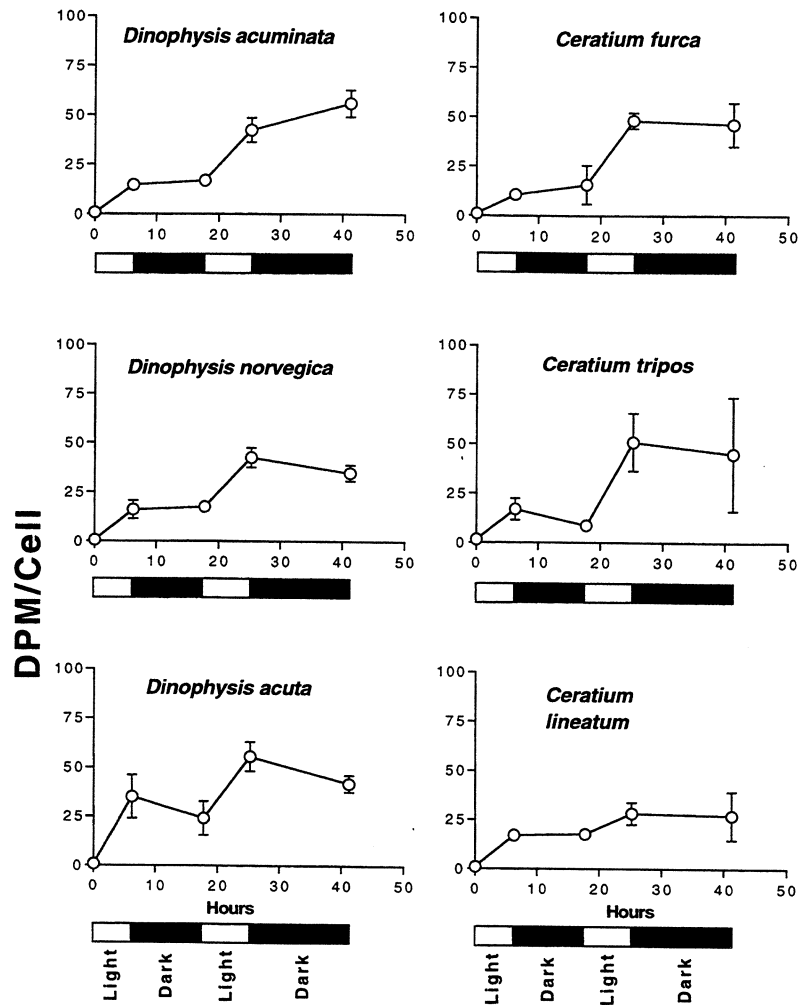 Dinophysis acuminata
100
75
50
25
0
0 10 20 30 40 50
Ceratium furca
100
75
50
25
0
0 10 20 30 40 50
Dinophysis norvegica
100
75
50
25
0
0 10 20 30 40 50
Ceratium tripos
100
75
50
25
0
0 10 20 30 40 50
DPM/Cell
Dinophysis acuta
100
75
50
25
0
0 10 20 30 40 50
Hours
Light Dark Light Dark
Ceratium
lineatum
100
75
50
25
0
0 10 20 30 40 50
Hours
Light Dark Light Dark